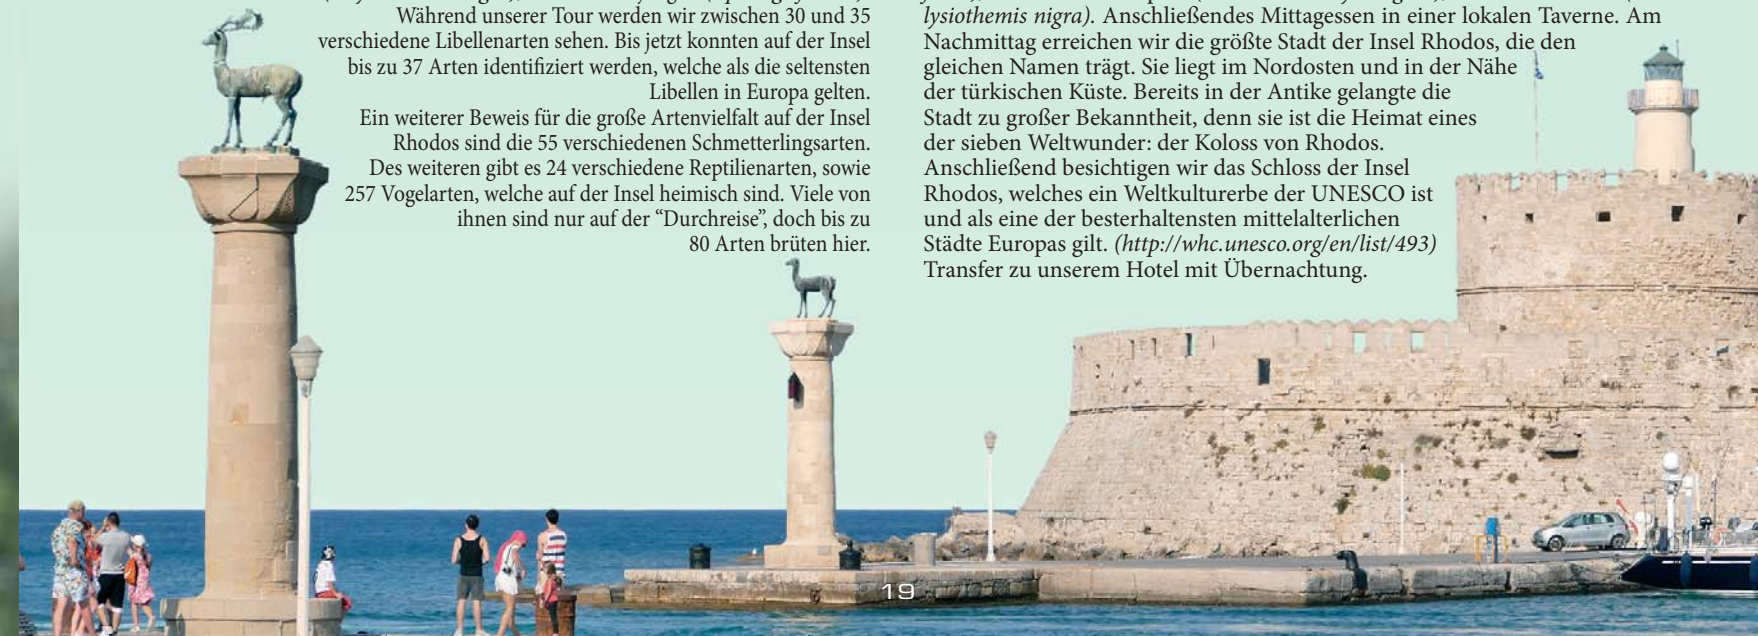 Während unserer Tour werden wir zwischen 30 und 35
verschiedene Libellenarten sehen. Bis jetzt konnten auf der Insel
bis zu 37 Arten identifiziert werden, welche als die seltensten
Libellen in Europa gelten.
Ein weiterer Beweis für die große Artenvielfalt auf der Insel
Rhodos sind die 55 verschiedenen Schmetterlingsarten.
Des weiteren gibt es 24 verschiedene Reptilienarten, sowie
257 Vogelarten, welche auf der Insel heimisch sind. Viele von
ihnen sind nur auf der “Durchreise”, doch bis zu
80 Arten brüten hier.
lysiothemis nigra). Anschließendes Mittagessen in einer lokalen Taverne. Am
Nachmittag erreichen wir die größte Stadt der Insel Rhodos, die den
gleichen Namen trägt. Sie liegt im Nordosten und in der Nähe
der türkischen Küste. Bereits in der Antike gelangte die
Stadt zu großer Bekanntheit, denn sie ist die Heimat eines
der sieben Weltwunder: der Koloss von Rhodos.
Anschließend besichtigen wir das Schloss der Insel
Rhodos, welches ein Weltkulturerbe der UNESCO ist
und als eine der besterhaltensten mittelalterlichen
Städte Europas gilt. (http://whc.unesco.org/en/list/493)
Transfer zu unserem Hotel mit Übernachtung.
19